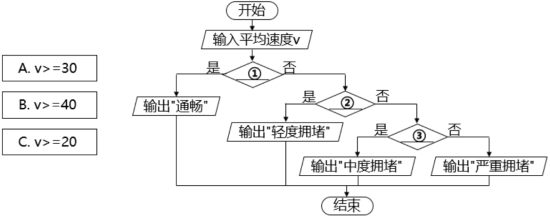 开始
输入平均速度v
A. v>=30
B. v>=40
C. v>=20
是
①
否
输出"通畅"
是
②
否
输出"轻度拥堵"
是
③
否
输出"中度拥堵"
输出"严重拥堵"
结束